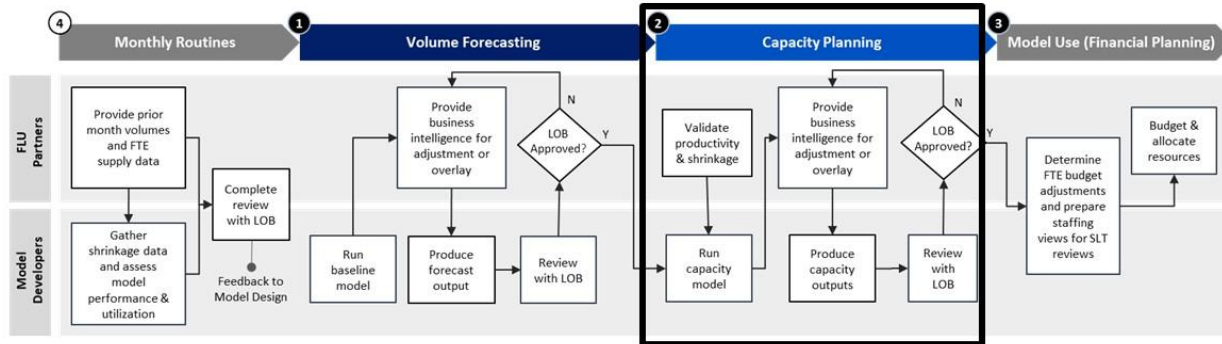 4
Monthly Routines
1
Volume Forecasting
2
Capacity Planning
3
Model Use (Financial Planning)
FLU
Partners
Provide prior
month volumes
and FTE
supply data
Complete
review with
LOB
Provide
business
intelligence for
adjustment or
overlay
N
LOB
Approved?
Y
Validate
productivity
& shrinkage
Provide
business
intelligence for
adjustment or
overlay
N
LOB
Approved?
Y
Determine
FTE budget
adjustments
and prepare
staffing
views for SLT
reviews
Budget &
allocate
resources
Model
Developers
Gather
shrinkage data
and assess
model
performance &
utilization
Feedback to
Model Design
Run
baseline
model
Produce
forecast
output
Review
with LOB
Run
capacity
model
Produce
capacity
outputs
Review
with
LOB